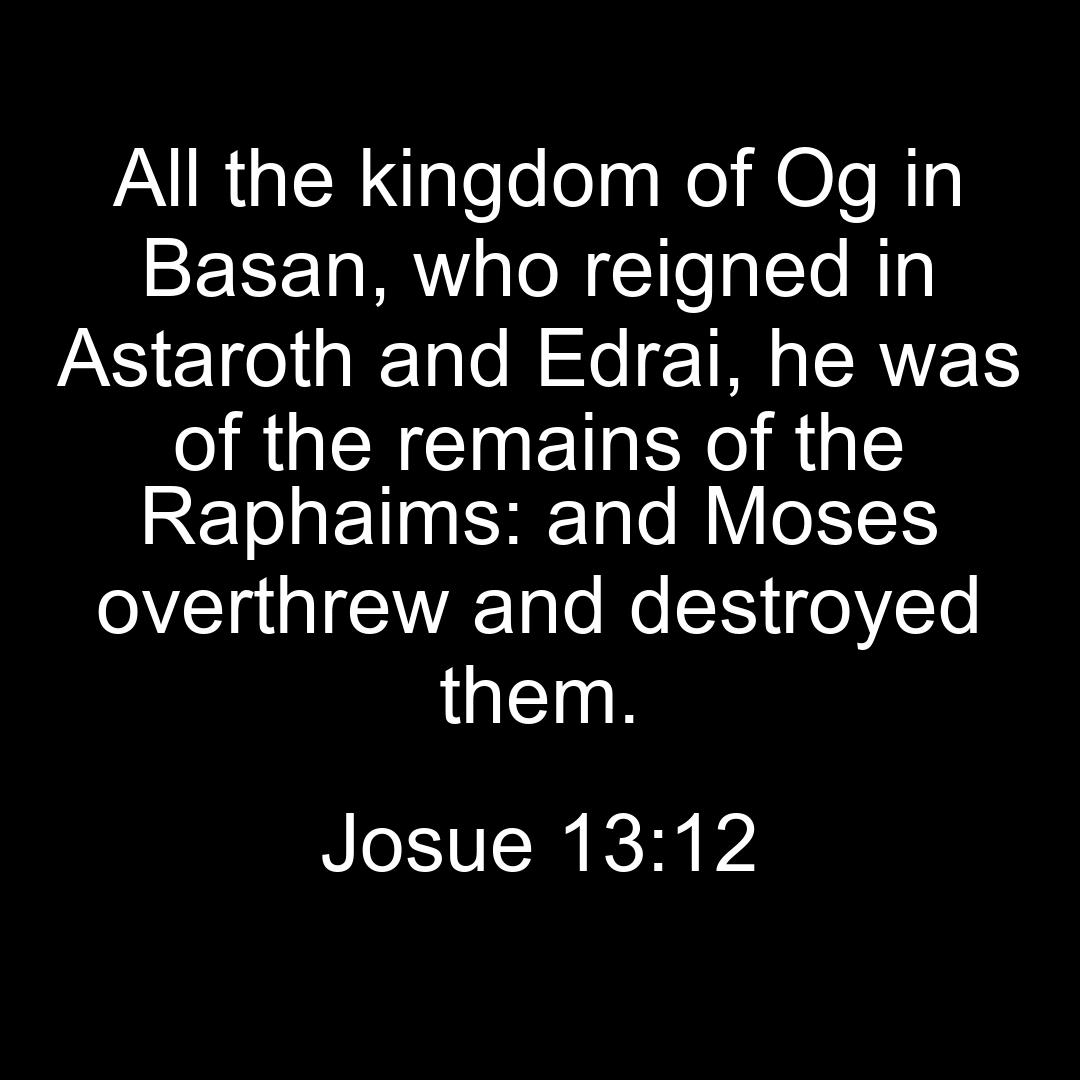 All the kingdom of Og in
Basan, who reigned in
Astaroth and Edrai, he was
of the remains of the
Raphaims: and Moses
overthrew and destroyed
them.
Josue 13:12